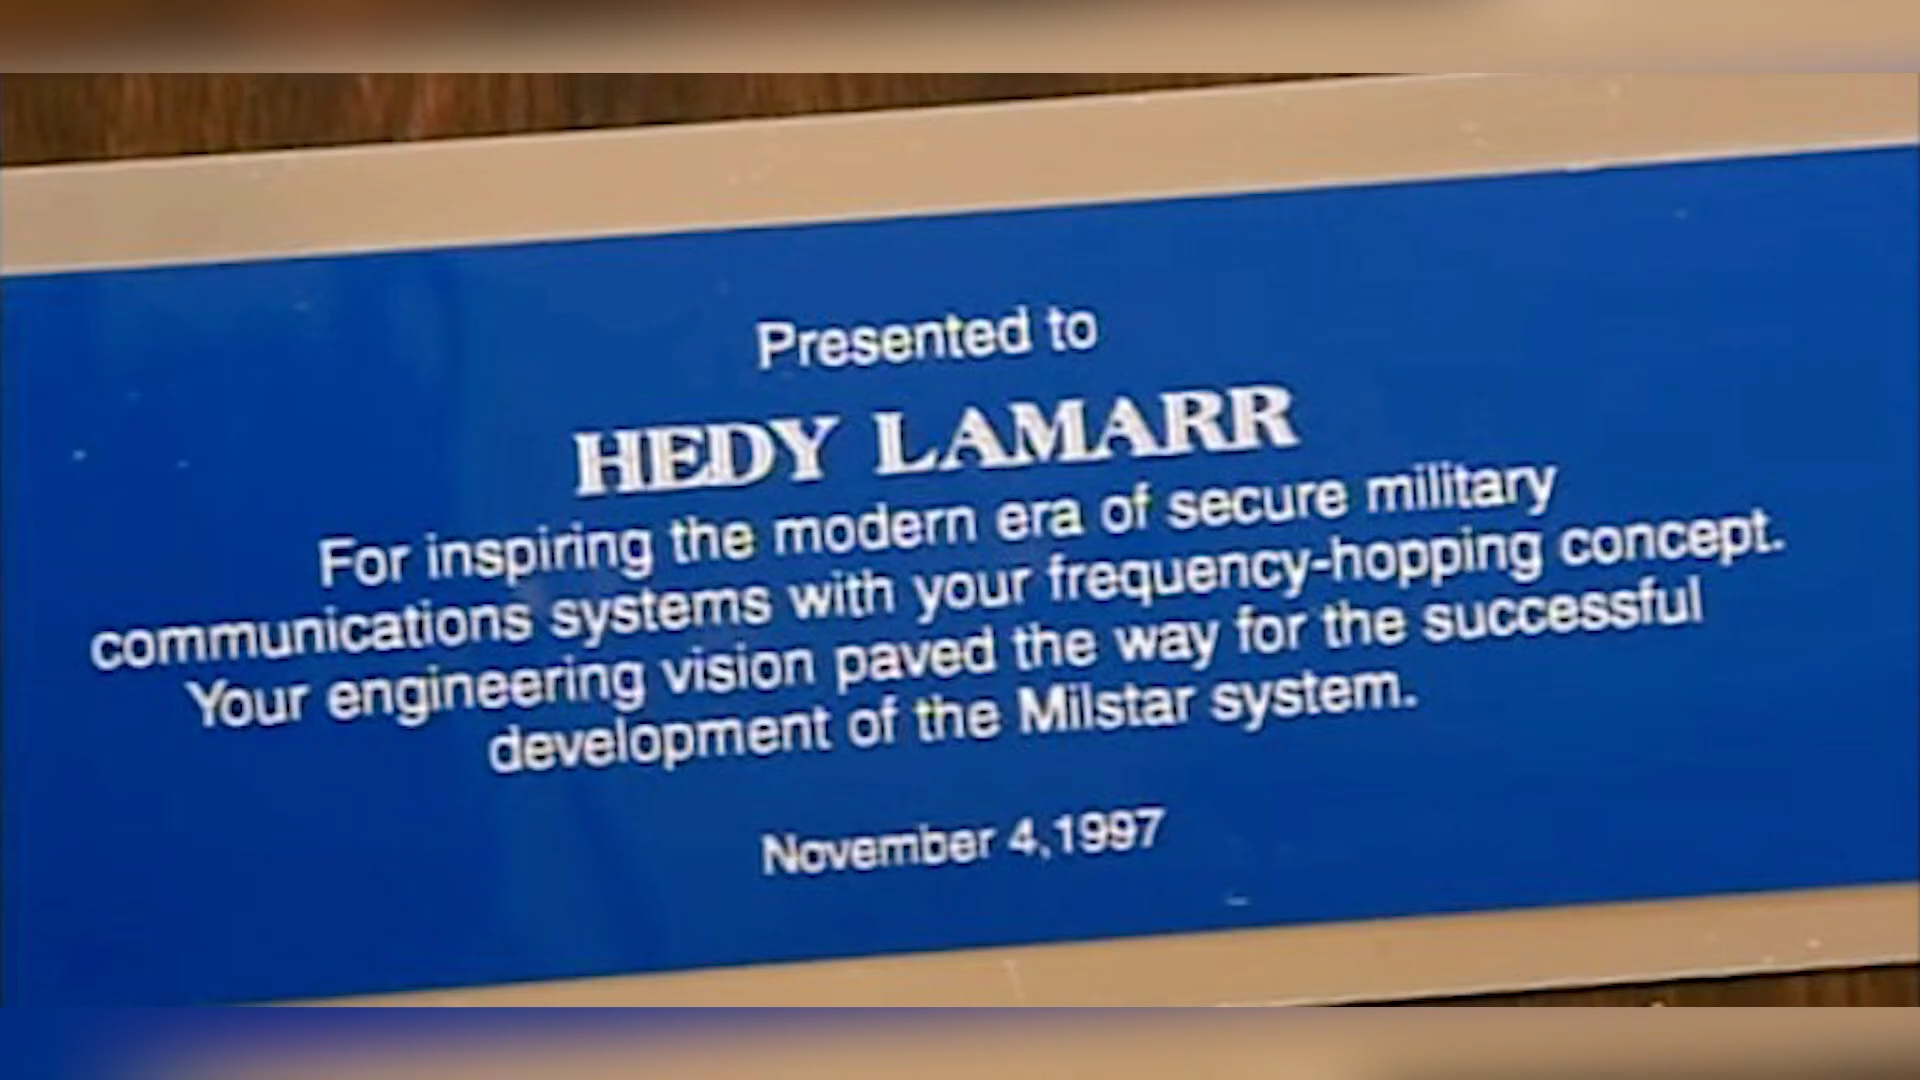 Presented to
HEDY LAMARR
For inspiring the modern era of secure military
communications systems with your frequency-hopping concept.
Your engineering vision paved the way for the successful
development of the Milstar system.
November 4,1997